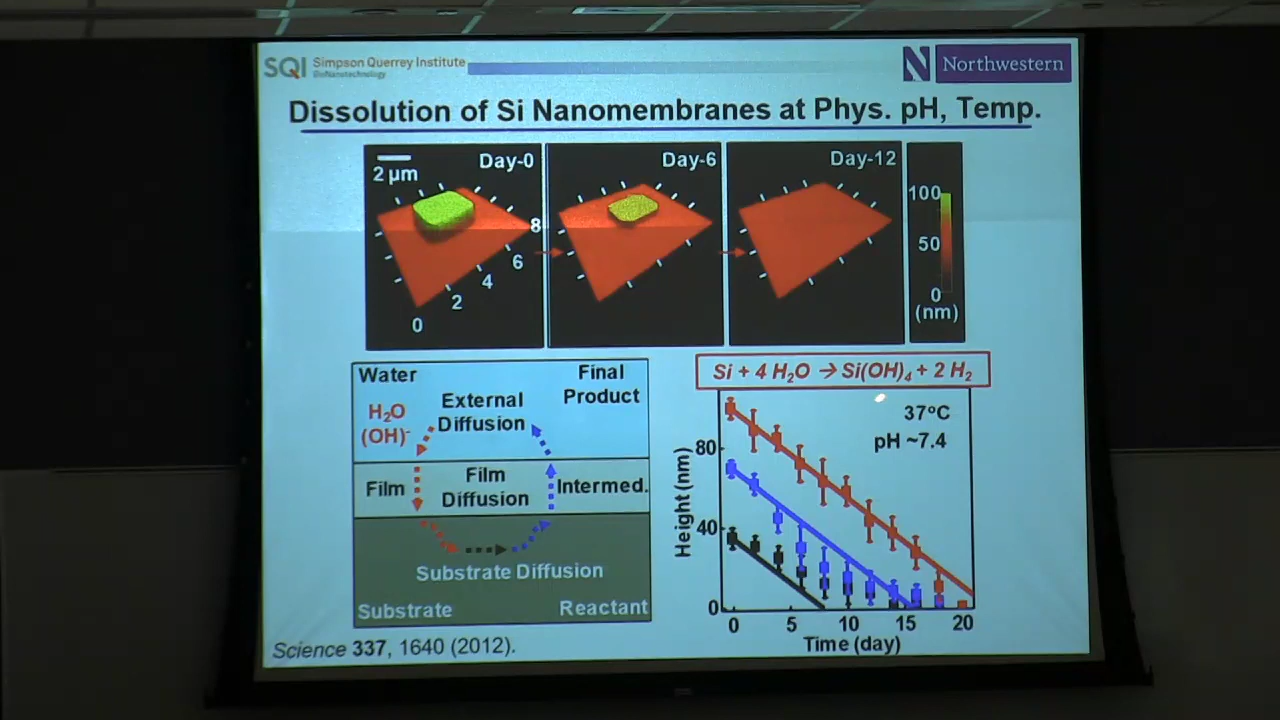 SQI Simpson Querrey Institute
BioNanotechnology
N Northwestern
Dissolution of Si Nanomembranes at Phys. pH, Temp.
2 µm
Day-0
8
6
4
2
0
Day-6
Day-12
100
50
0
(nm)
Water
Final
Product
H₂O
(OH)⁻
External
Diffusion
Film
Film
Diffusion
Intermed.
Substrate Diffusion
Substrate
Reactant
Si + 4 H₂O → Si(OH)₄ + 2 H₂
37°C
pH ~7.4
Height (nm)
80
40
0
0 5 10 15 20
Time (day)
Science 337, 1640 (2012).